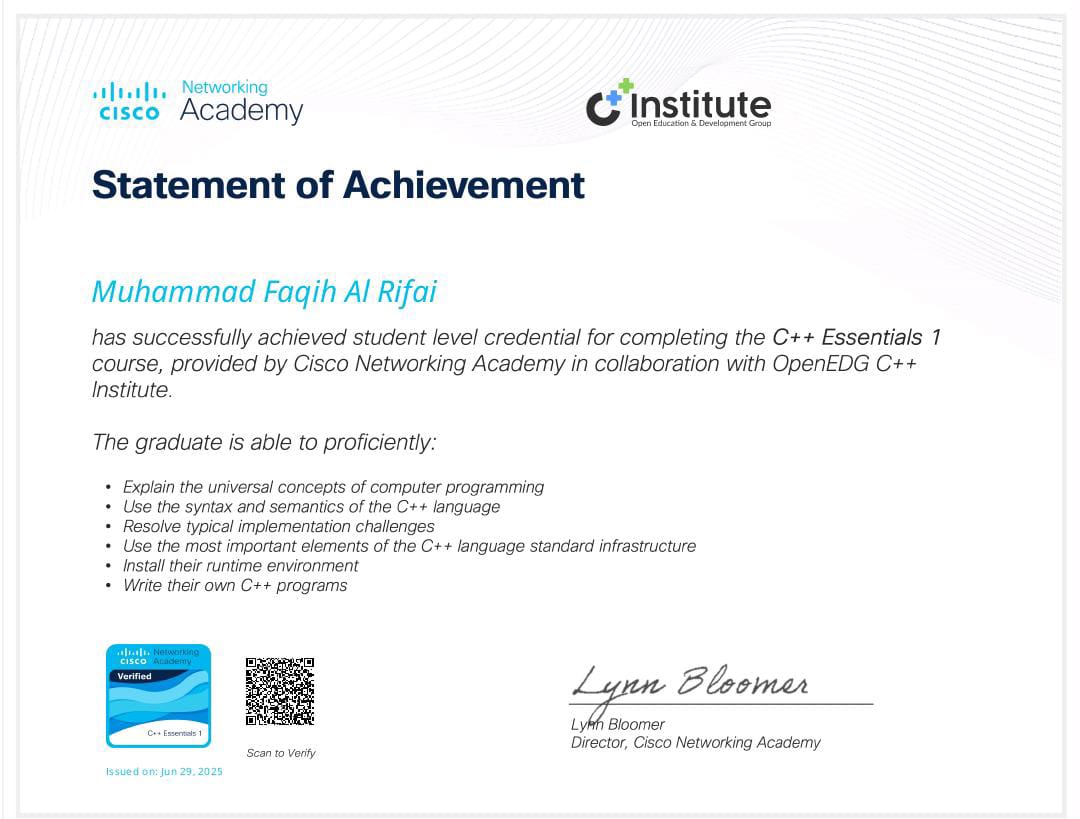 CISCO Networking Academy
C++ Institute
Open Education & Development Group
Statement of Achievement
Muhammad Faqih Al Rifai
has successfully achieved student level credential for completing the C++ Essentials 1
course, provided by Cisco Networking Academy in collaboration with OpenEDG C++
Institute.
The graduate is able to proficiently:
• Explain the universal concepts of computer programming
• Use the syntax and semantics of the C++ language
• Resolve typical implementation challenges
• Use the most important elements of the C++ language standard infrastructure
• Install their runtime environment
• Write their own C++ programs
CISCO Networking Academy
Verified
C++ Essentials 1
Issued on: Jun 29, 2025
Scan to Verify
Lynn Bloomer
Lynn Bloomer
Director, Cisco Networking Academy